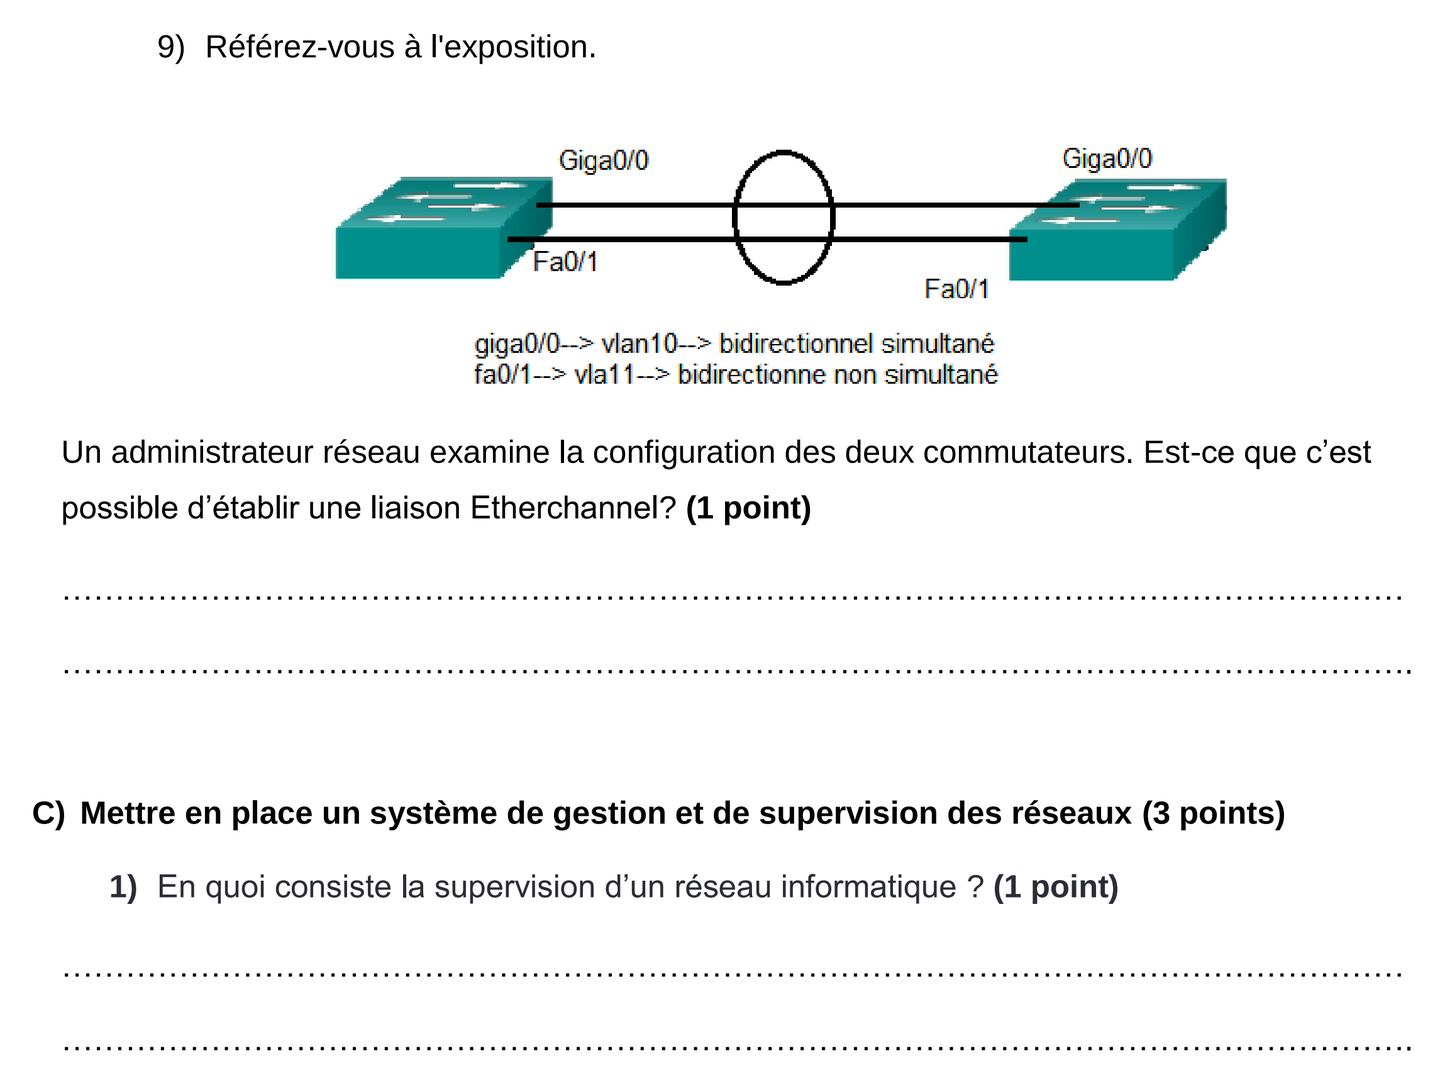 9) Référez-vous à l'exposition.
Giga0/0
Giga0/0
Fa0/1
Fa0/1
giga0/0--> vlan10--> bidirectionnel simultané
fa0/1--> vla11--> bidirectionne non simultané
Un administrateur réseau examine la configuration des deux commutateurs. Est-ce que c’est
possible d’établir une liaison Etherchannel? (1 point)
……………………………………………………………………………………………………………
…………………………………………………………………………………………………………….
C) Mettre en place un système de gestion et de supervision des réseaux (3 points)
1) En quoi consiste la supervision d’un réseau informatique ? (1 point)
……………………………………………………………………………………………………………
…………………………………………………………………………………………………………….